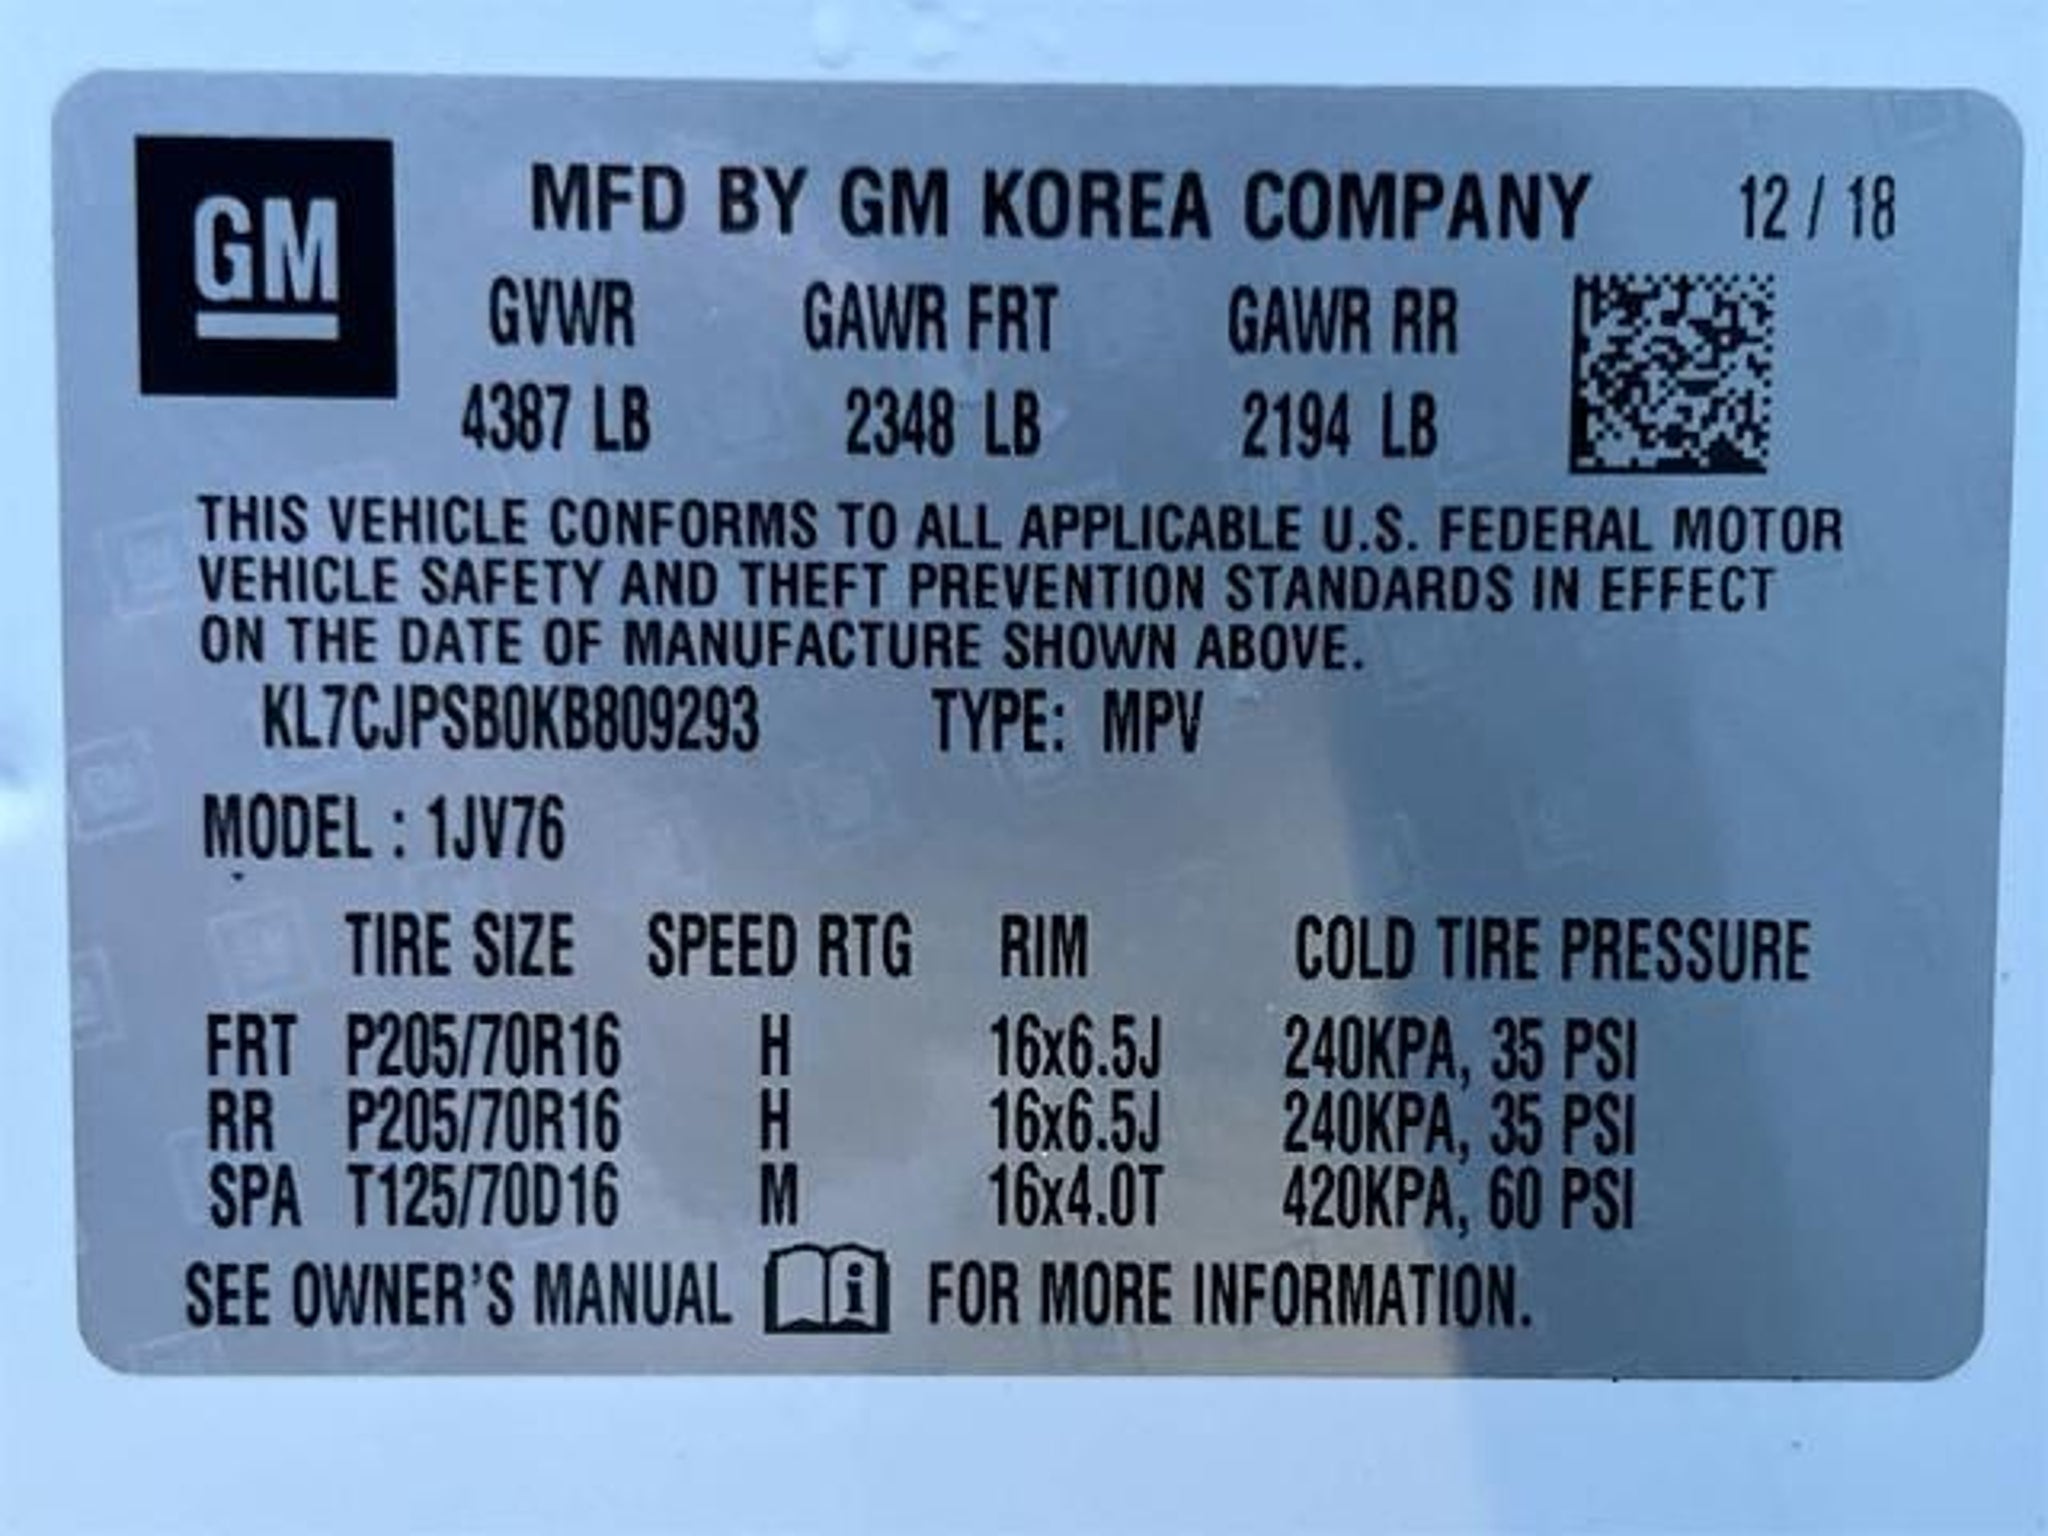 GM
MFD BY GM KOREA COMPANY 12 / 18
GVWR GAWR FRT GAWR RR
4387 LB 2348 LB 2194 LB
THIS VEHICLE CONFORMS TO ALL APPLICABLE U.S. FEDERAL MOTOR
VEHICLE SAFETY AND THEFT PREVENTION STANDARDS IN EFFECT
ON THE DATE OF MANUFACTURE SHOWN ABOVE.
KL7CJPSB0KB809293 TYPE: MPV
MODEL : 1JV76
TIRE SIZE SPEED RTG RIM COLD TIRE PRESSURE
FRT P205/70R16 H 16x6.5J 240KPA, 35 PSI
RR P205/70R16 H 16x6.5J 240KPA, 35 PSI
SPA T125/70D16 M 16x4.0T 420KPA, 60 PSI
SEE OWNER'S MANUAL i FOR MORE INFORMATION.